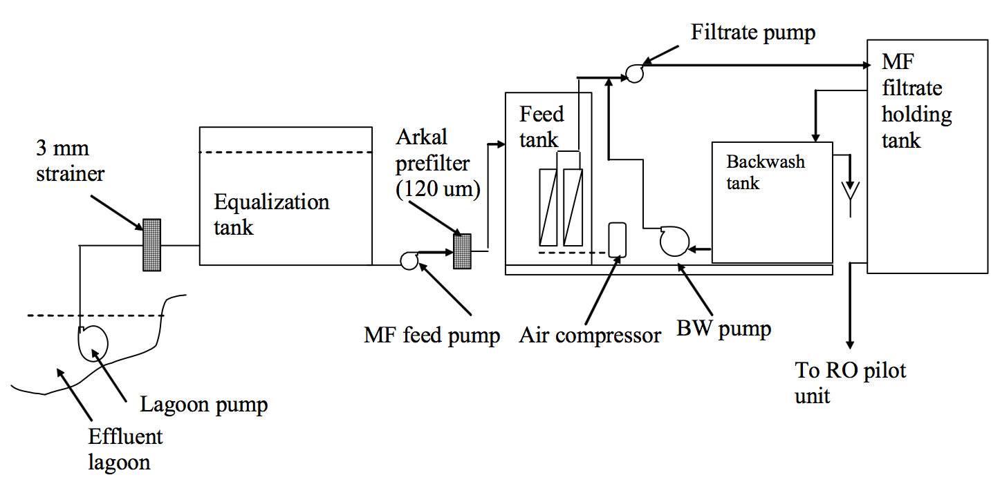 Filtrate pump
MF
filtrate
holding
tank
Feed
tank
Arkal
prefilter
(120 um)
3 mm
strainer
Backwash
tank
Equalization
tank
MF feed pump
Air compressor
BW pump
To RO pilot
unit
Lagoon pump
Effluent
lagoon